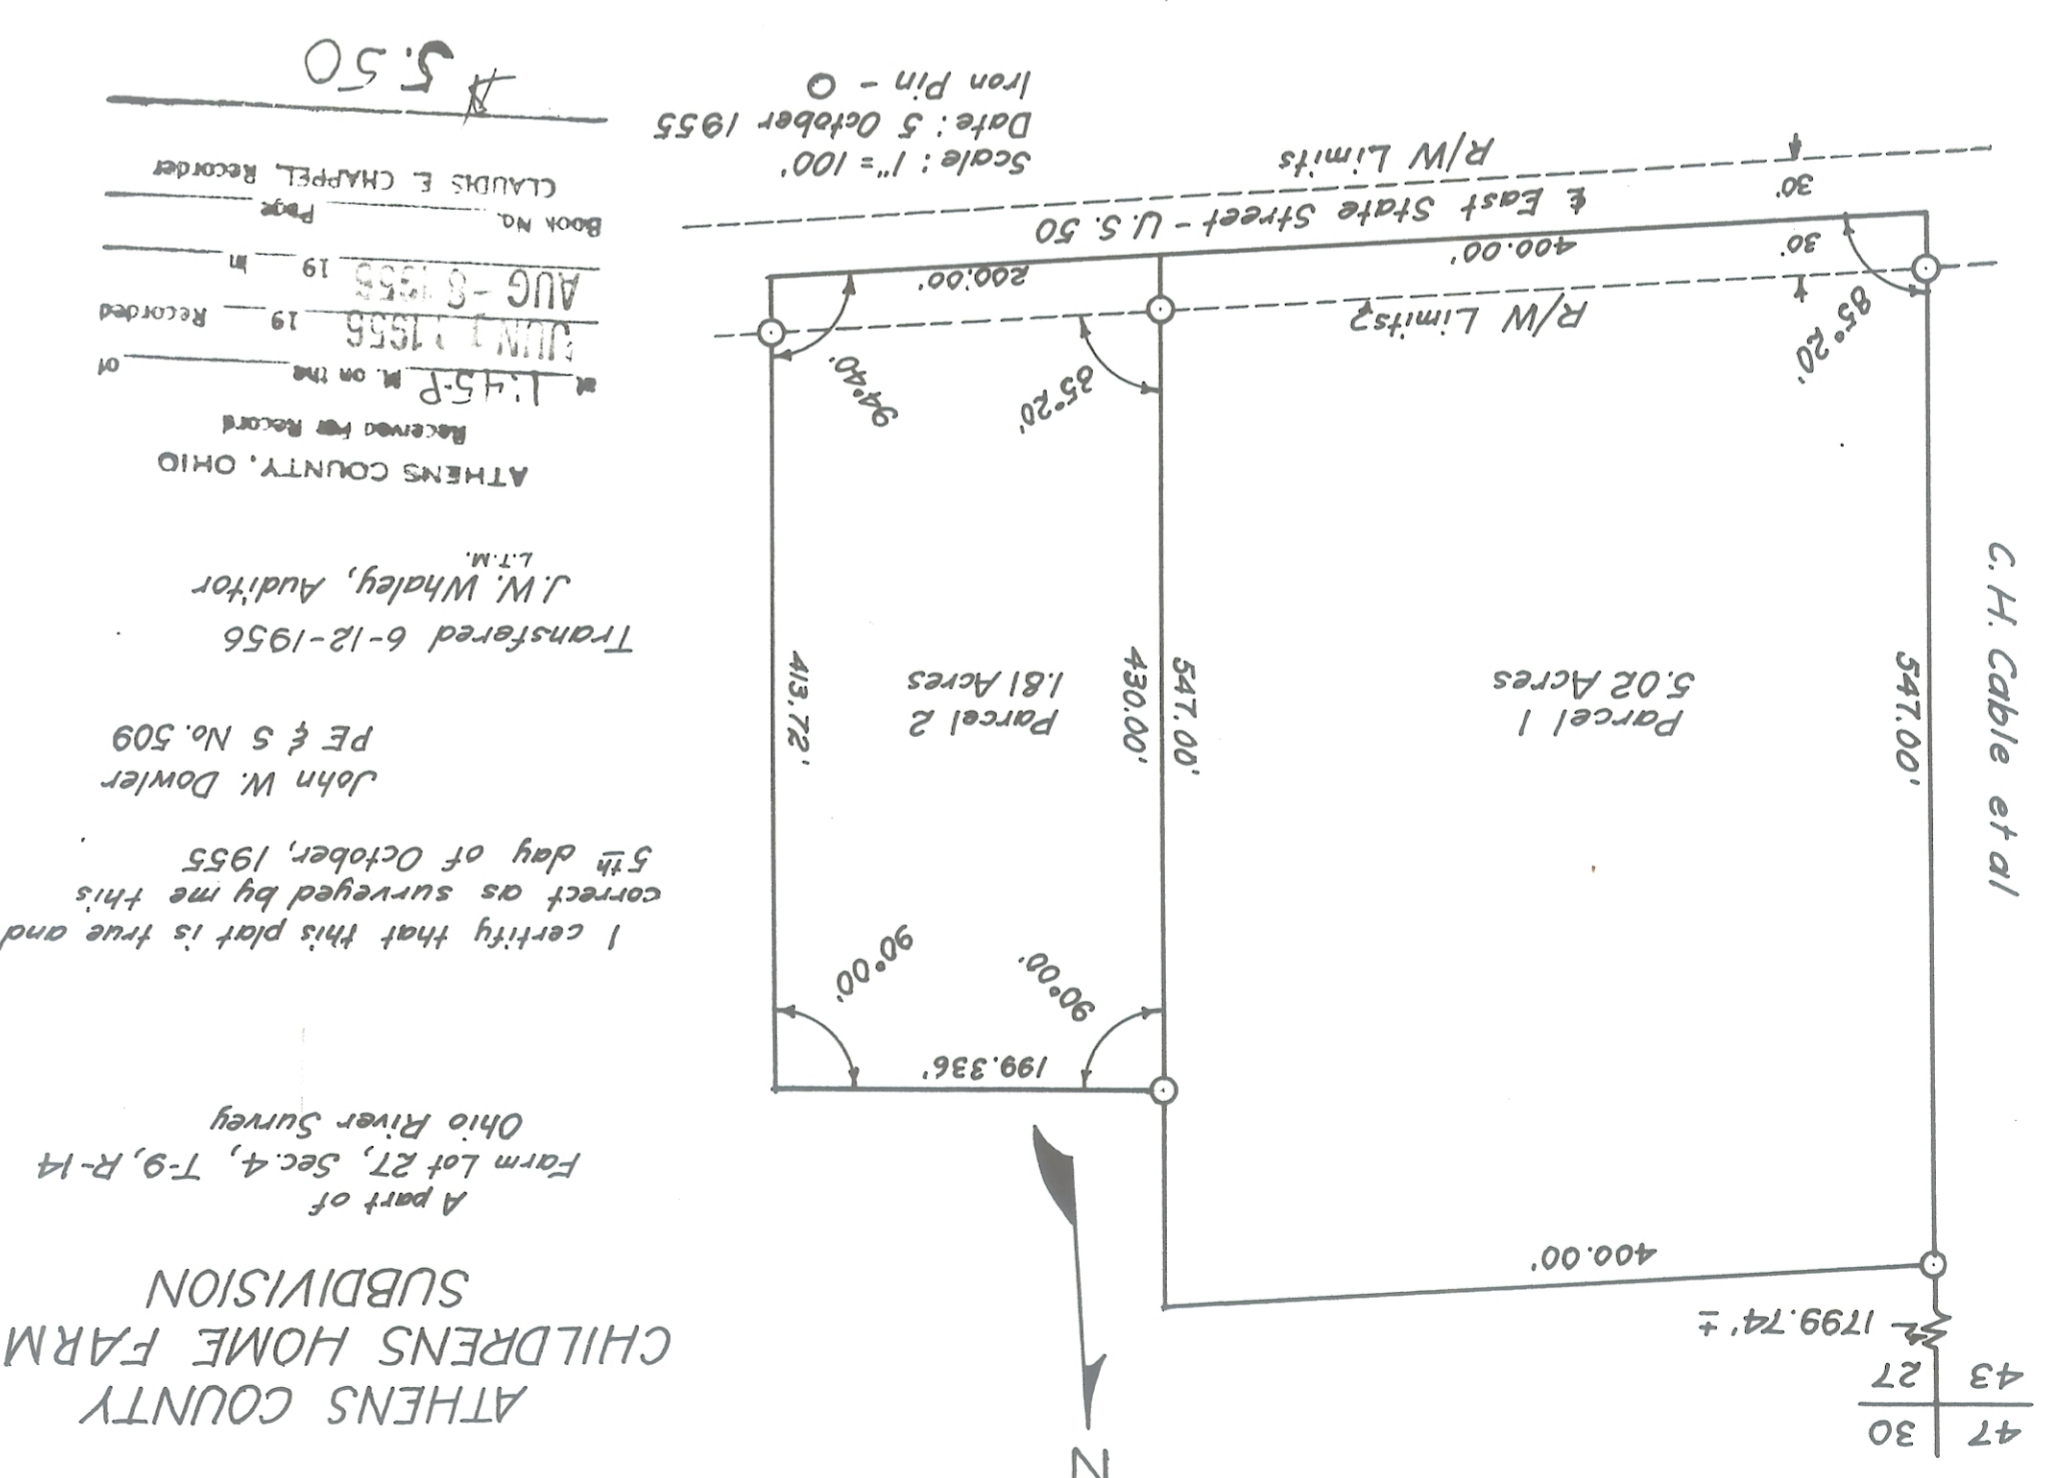 ATHENS COUNTY
CHILDRENS HOME FARM
SUBDIVISION
A part of
Farm Lot 27, Sec. 4, T-9, R-14
Ohio River Survey
I certify that this plat is true and
correct as surveyed by me this
5th day of October, 1955
John W. Dowler
PE & S No. 509
Transfered 6-12-1956
J.W. Whaley, Auditor
L.T.M.
ATHENS COUNTY, OHIO
Received For Record
at 1:45 P M. on the of
JUN 1956 19 Recorded
AUG -8 1956 19 in
Book No. Page
CLAUDIS E. CHAPPEL, Recorder
$5.50
47 30
43 27
1799.74' ±
N
400.00'
C. H. Cable et al
547.00'
Parcel 1
5.02 Acres
547.00'
430.00'
199.336'
90°00'
90°00'
Parcel 2
1.81 Acres
413.72'
85°20'
85°20'
94°40'
R/W Limits
30'
400.00'
200.00'
30'
℄ East State Street - U.S. 50
R/W Limits
Scale: 1" = 100'
Date: 5 October 1955
Iron Pin - O